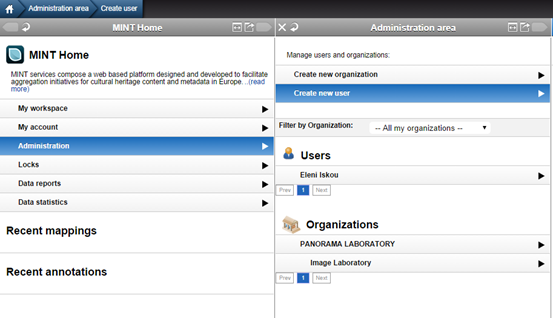 Administration area
Create user
MINT Home
MINT Home
MINT services compose a web based platform designed and developed to facilitate
aggregation initiatives for cultural heritage content and metadata in Europe...(read
more)
My workspace
My account
Administration
Locks
Data reports
Data statistics
Recent mappings
Recent annotations
Administration area
Manage users and organizations:
Create new organization
Create new user
Filter by Organization:
-- All my organizations --
Users
Eleni Iskou
Prev 1 Next
Organizations
PANORAMA LABORATORY
Image Laboratory
Prev 1 Next